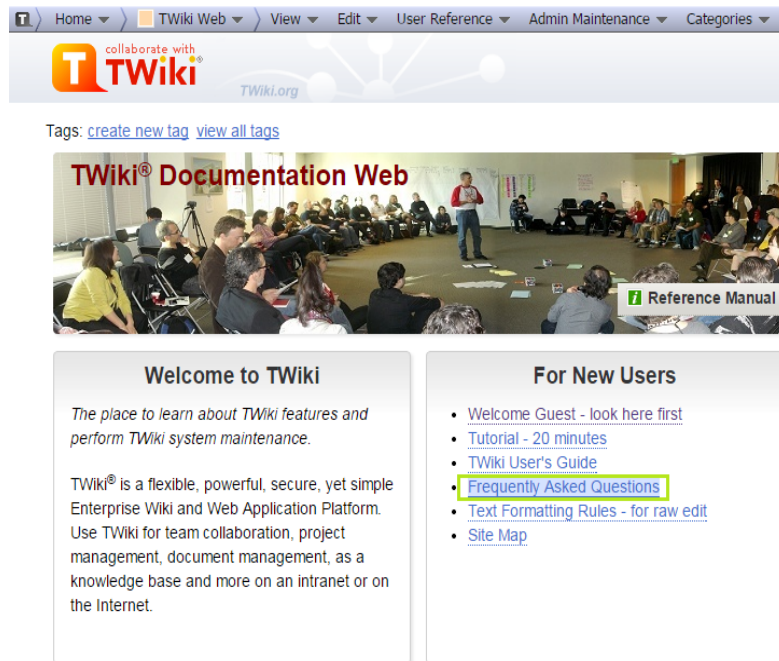 T Home TWiki Web View Edit User Reference Admin Maintenance Categories
collaborate with
T TWiki®
TWiki.org
Tags: create new tag view all tags
TWiki® Documentation Web
i Reference Manual
Welcome to TWiki
The place to learn about TWiki features and
perform TWiki system maintenance.
TWiki® is a flexible, powerful, secure, yet simple
Enterprise Wiki and Web Application Platform.
Use TWiki for team collaboration, project
management, document management, as a
knowledge base and more on an intranet or on
the Internet.
For New Users
• Welcome Guest - look here first
• Tutorial - 20 minutes
• TWiki User's Guide
• Frequently Asked Questions
• Text Formatting Rules - for raw edit
• Site Map